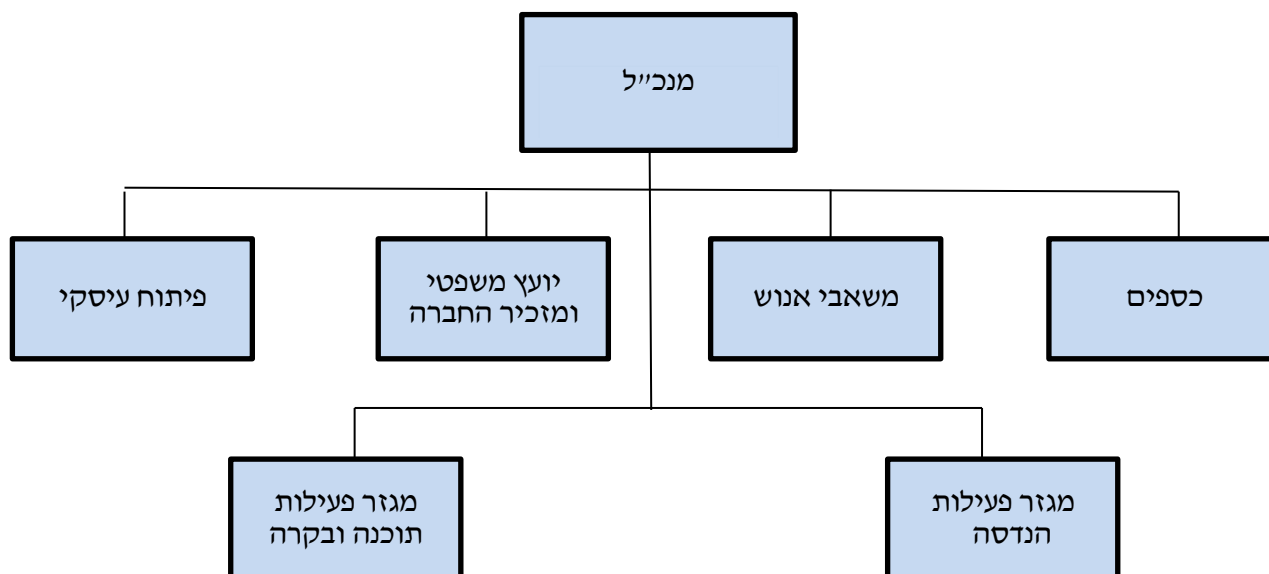 מנכ״ל
כספים
משאבי אנוש
יועץ משפטי
ומזכיר החברה
פיתוח עיסקי
מגזר פעילות
הנדסה
מגזר פעילות
תוכנה ובקרה